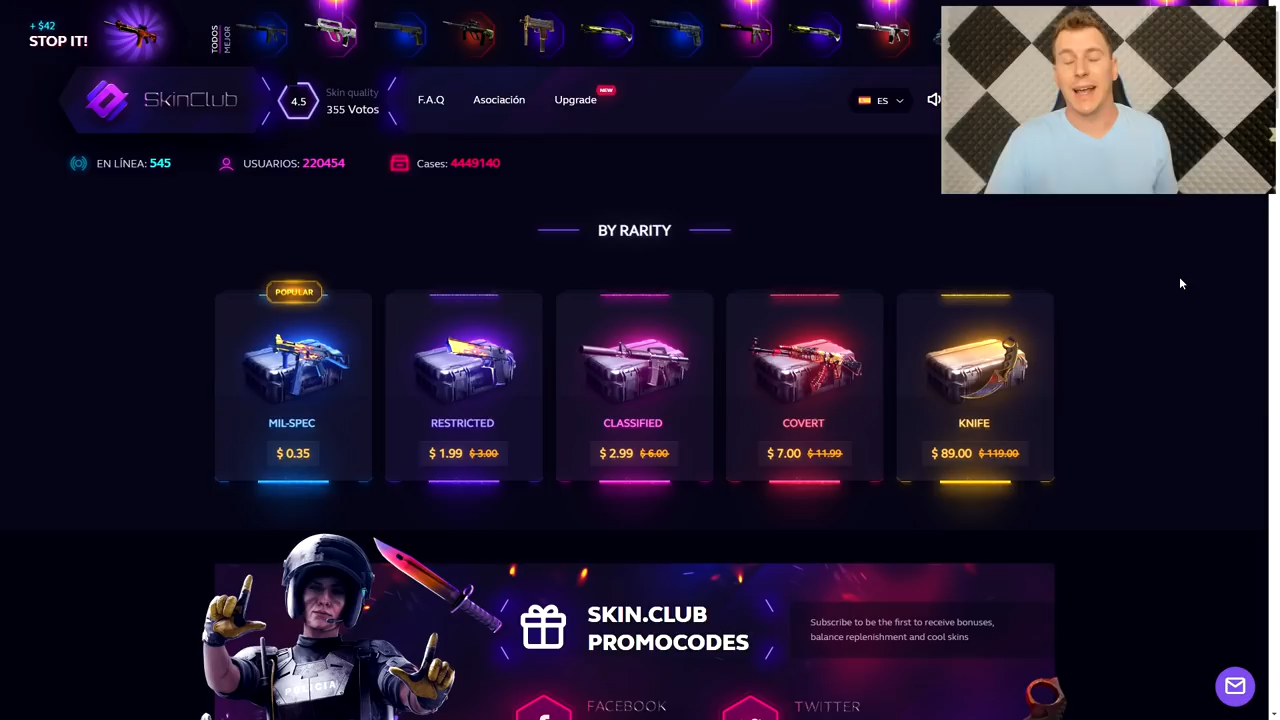 + $42
STOP IT!
TODOS
MEJOR
SkinClub
4.5
Skin quality
355 Votos
F.A.Q
Asociación
Upgrade
NEW
ES
EN LÍNEA: 545
USUARIOS: 220454
Cases: 4449140
BY RARITY
POPULAR
MIL-SPEC
$ 0.35
RESTRICTED
$ 1.99 $ 3.00
CLASSIFIED
$ 2.99 $ 6.00
COVERT
$ 7.00 $ 11.99
KNIFE
$ 89.00 $ 119.00
SKIN.CLUB
PROMOCODES
Subscribe to be the first to receive bonuses,
balance replenishment and cool skins
POLICIA
FACEBOOK
TWITTER